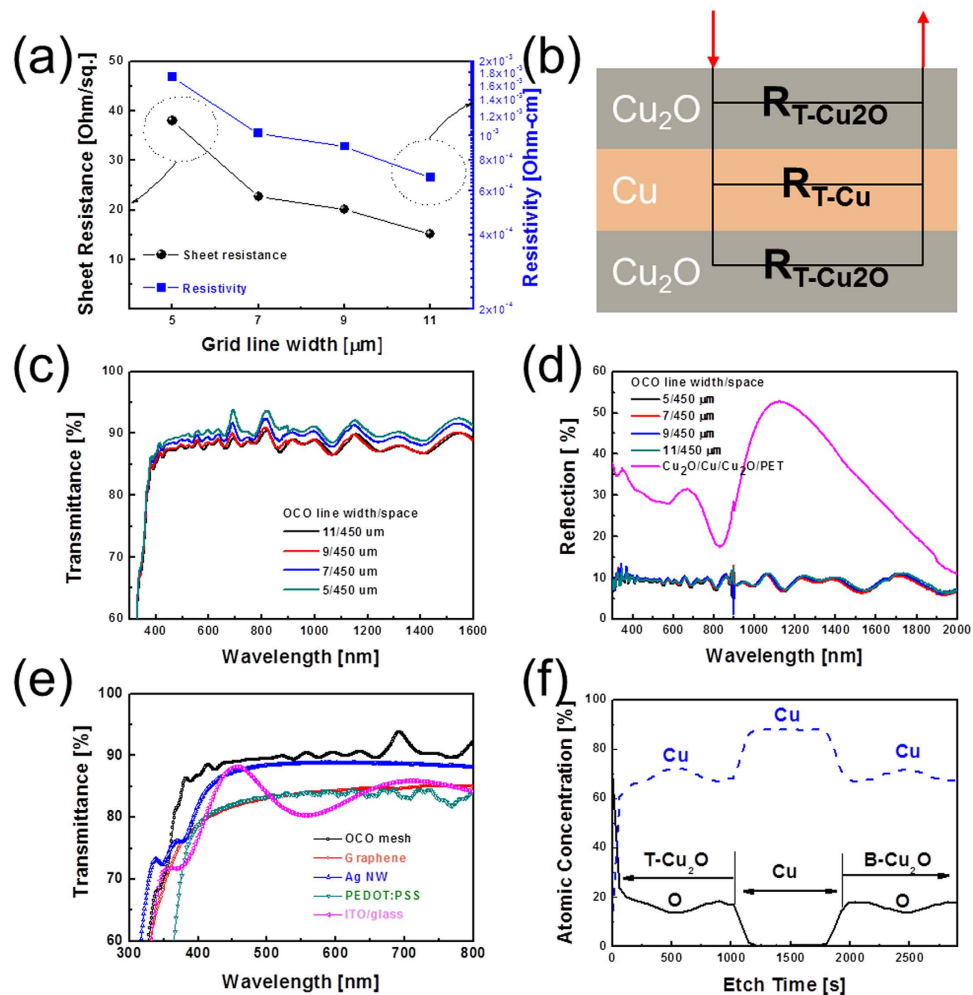 (a)
50
40
30
20
10
Sheet Resistance [Ohm/sq.]
2x10⁻³
1.8x10⁻³
1.6x10⁻³
1.4x10⁻³
1.2x10⁻³
10⁻³
8x10⁻⁴
6x10⁻⁴
4x10⁻⁴
2x10⁻⁴
Resistivity [Ohm-cm]
Sheet resistance
Resistivity
5 7 9 11
Grid line width [μm]
(b)
Cu₂O
R_T-Cu2O
Cu
R_T-Cu
Cu₂O
R_T-Cu2O
(c)
100
90
80
70
60
Transmittance [%]
OCO line width/space
11/450 um
9/450 um
7/450 um
5/450 um
400 600 800 1000 1200 1400 1600
Wavelength [nm]
(d)
60
50
40
30
20
10
0
Reflection [%]
OCO line width/space
5/450 μm
7/450 μm
9/450 μm
11/450 μm
Cu₂O/Cu/Cu₂O/PET
400 600 800 1000 1200 1400 1600 2000
Wavelength [nm]
(e)
100
90
80
70
60
Transmittance [%]
OCO mesh
Graphene
Ag NW
PEDOT:PSS
ITO/glass
300 400 500 600 700 800
Wavelength [nm]
(f)
100
80
60
40
20
0
Atomic Concentration [%]
Cu
Cu
Cu
T-Cu₂O
Cu
B-Cu₂O
O
O
0 500 1000 1500 2000 2500
Etch Time [s]